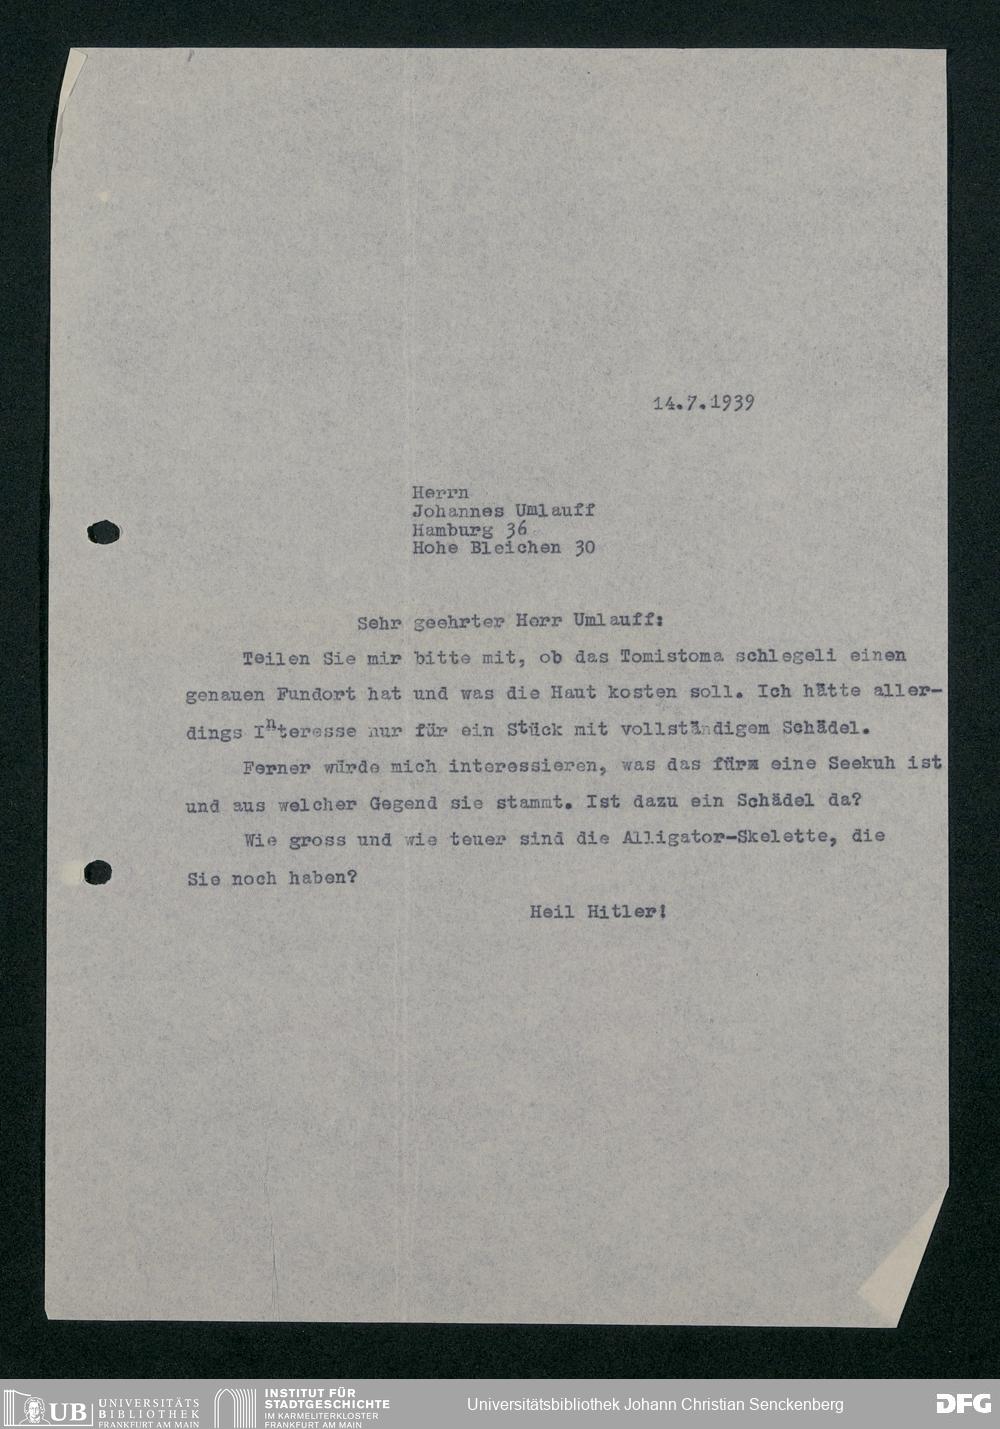 14.7.1939
Herrn
Johannes Umlauff
Hamburg 36
Hohe Bleichen 30
Sehr geehrter Herr Umlauff:
Teilen Sie mir bitte mit, ob das Tomistoma schlegeli einen
genauen Fundort hat und was die Haut kosten soll. Ich hätte aller-
dings Interesse nur für ein Stück mit vollständigem Schädel.
Ferner würde mich interessieren, was das fürx eine Seekuh ist
und aus welcher Gegend sie stammt. Ist dazu ein Schädel da?
Wie gross und wie teuer sind die Alligator-Skelette, die
Sie noch haben?
Heil Hitler!
UB UNIVERSITÄTS
BIBLIOTHEK
FRANKFURT AM MAIN
INSTITUT FÜR
STADTGESCHICHTE
IM KARMELITERKLOSTER
FRANKFURT AM MAIN
Universitätsbibliothek Johann Christian Senckenberg
DFG